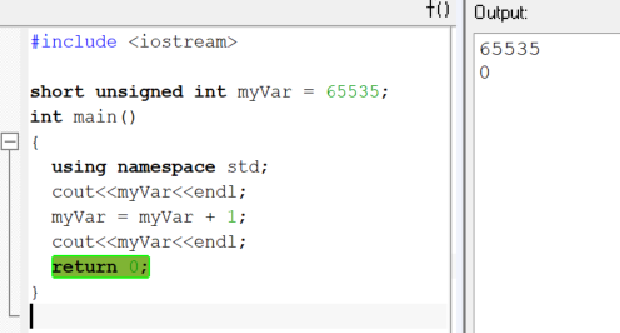 †() Output:
#include <iostream>
short unsigned int myVar = 65535;
int main()
{
using namespace std;
cout<<myVar<<endl;
myVar = myVar + 1;
cout<<myVar<<endl;
return 0;
}
65535
0